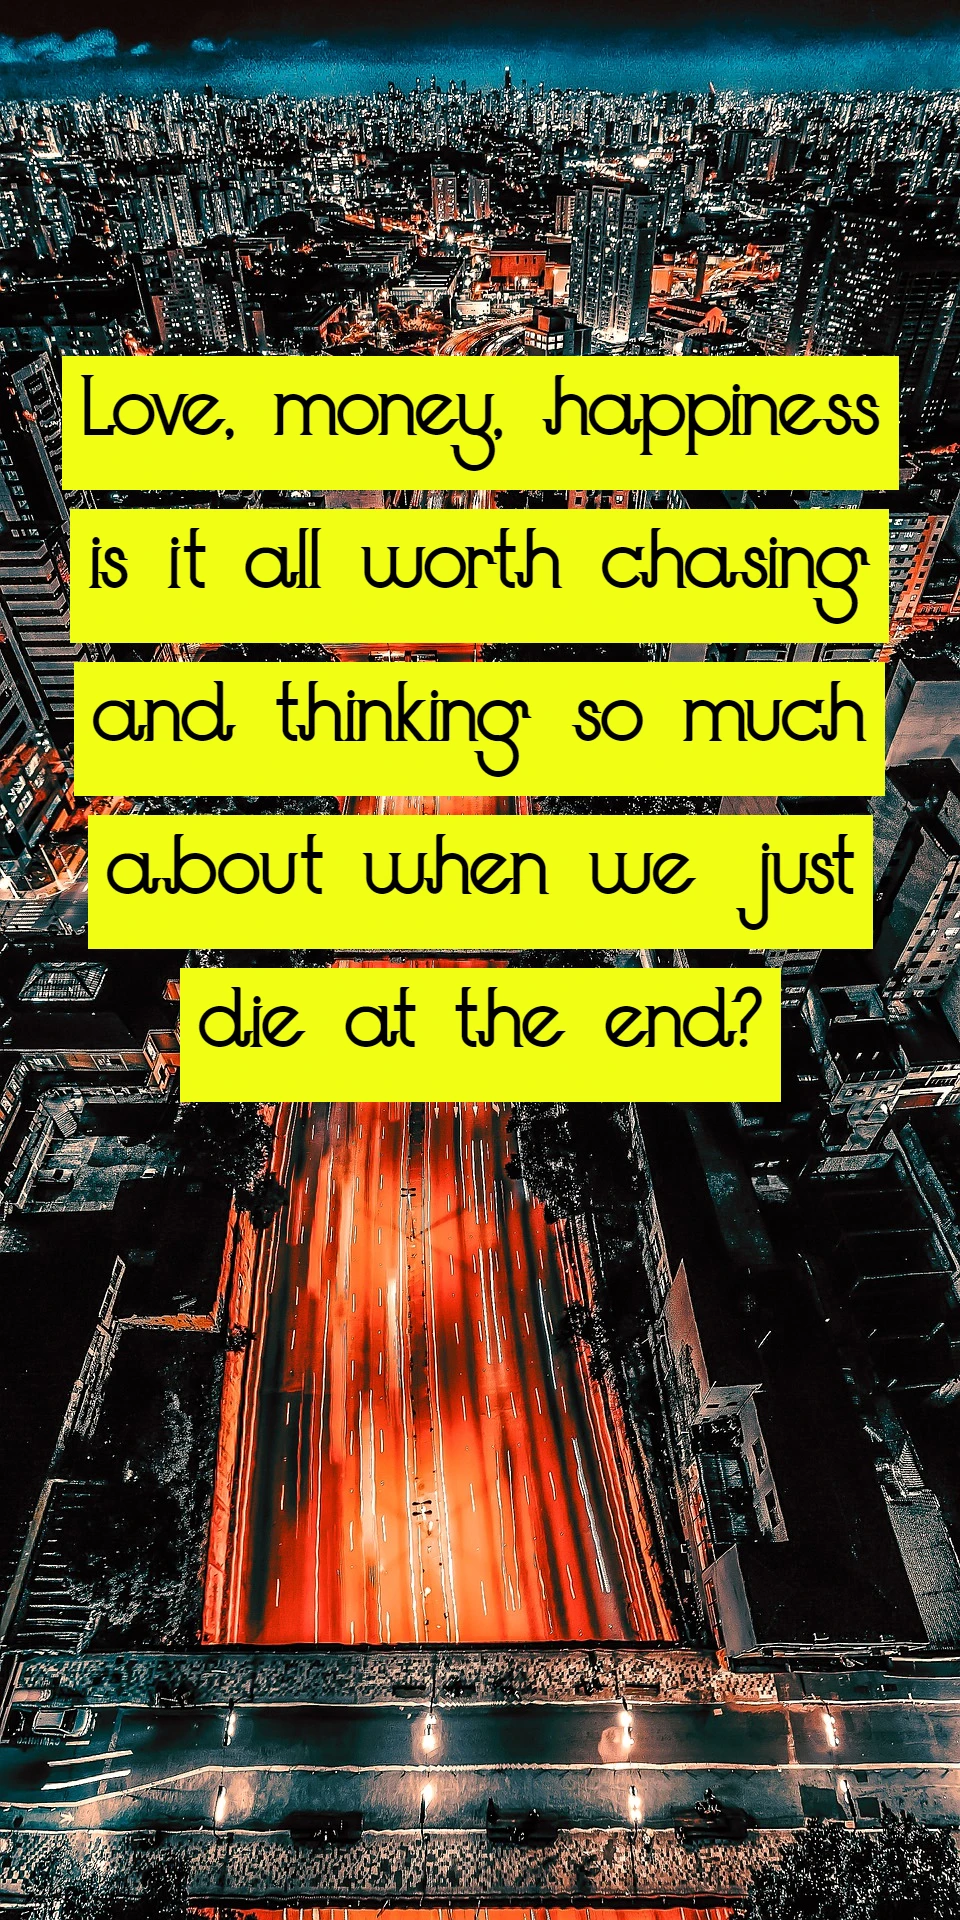 Love, money, happiness
is it all worth chasing
and thinking so much
about when we just
die at the end?